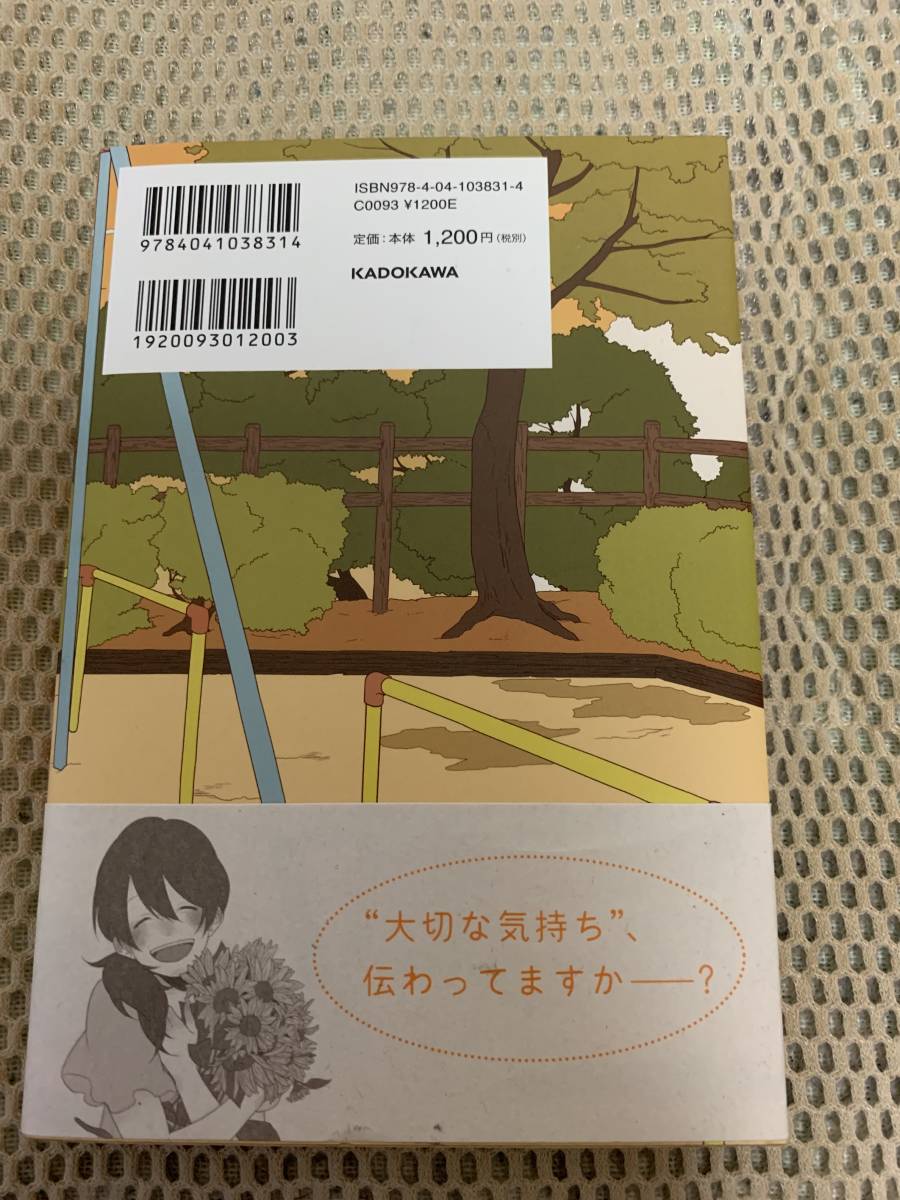 ISBN978-4-04-103831-4
C0093 ¥1200E
9784041038314
定価:本体 1,200円(税別)
KADOKAWA
1920093012003
“大切な気持ち”、
伝わってますか――?